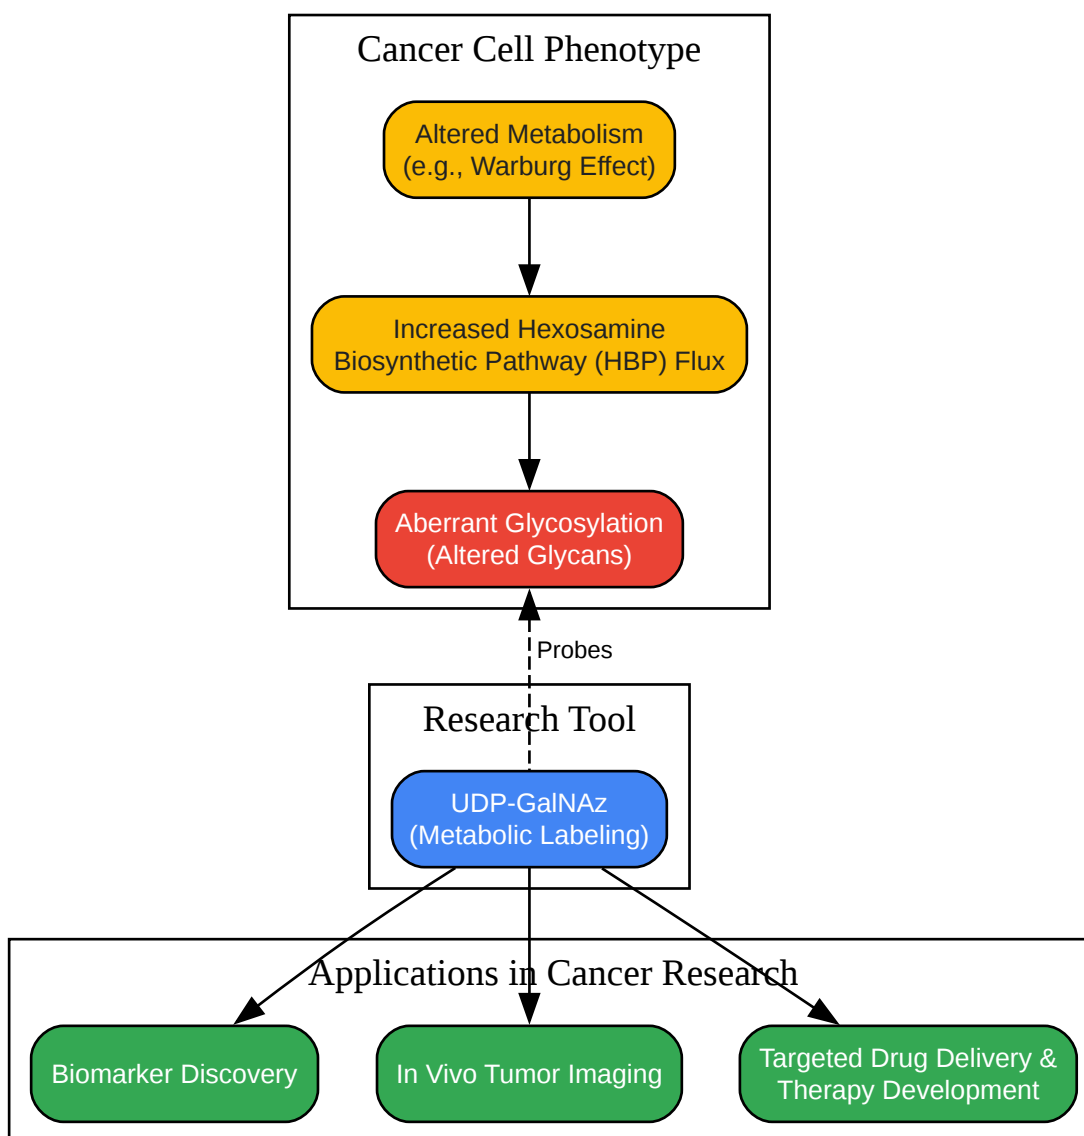 Cancer Cell Phenotype
Altered Metabolism
(e.g., Warburg Effect)
Increased Hexosamine
Biosynthetic Pathway (HBP) Flux
Aberrant Glycosylation
(Altered Glycans)
Probes
Research Tool
UDP-GalNAz
(Metabolic Labeling)
Applications in Cancer Research
Biomarker Discovery
In Vivo Tumor Imaging
Targeted Drug Delivery &
Therapy Development